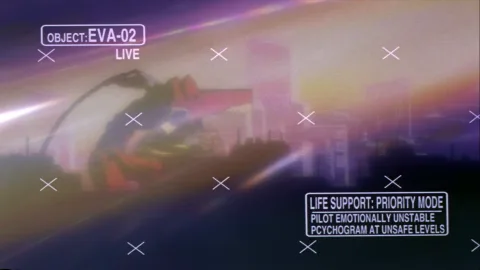 OBJECT:EVA-02
LIVE
LIFE SUPPORT: PRIORITY MODE
PILOT EMOTIONALLY UNSTABLE
PCYCHOGRAM AT UNSAFE LEVELS